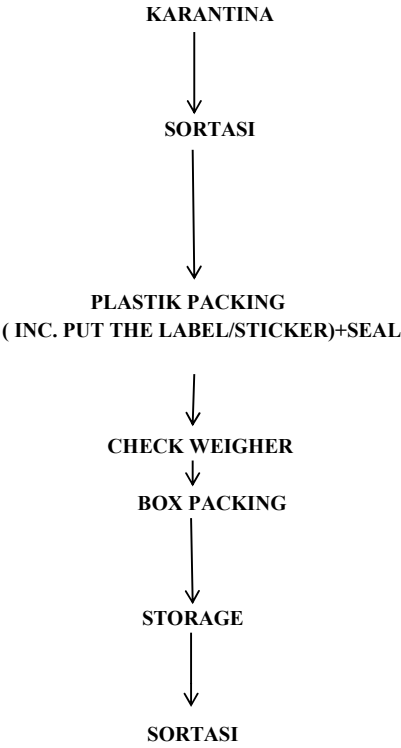 KARANTINA
SORTASI
PLASTIK PACKING
( INC. PUT THE LABEL/STICKER)+SEAL
CHECK WEIGHER
BOX PACKING
STORAGE
SORTASI